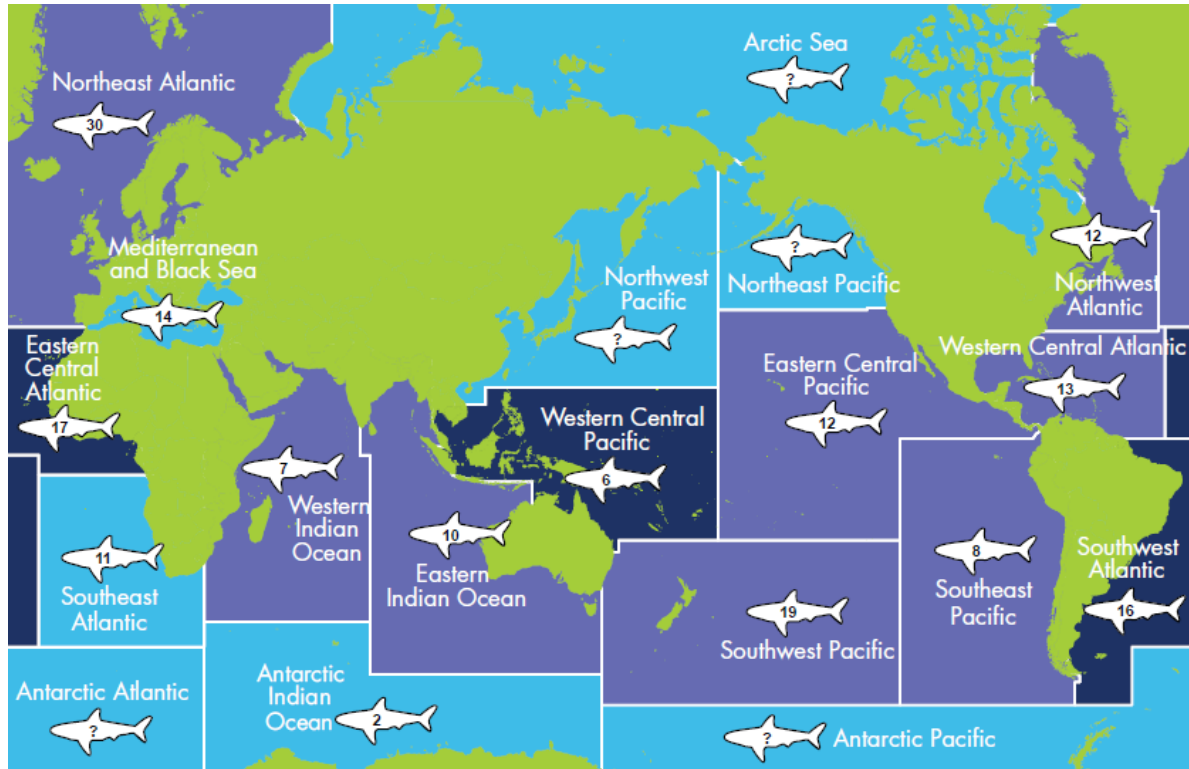 Arctic Sea
?
Northeast Atlantic
30
Mediterranean
and Black Sea
14
Northwest
Pacific
?
?
Northeast Pacific
12
Northwest
Atlantic
Eastern
Central
Atlantic
17
Western Central Atlantic
13
Eastern Central
Pacific
12
Western Central
Pacific
6
7
Western
Indian
Ocean
10
Eastern
Indian Ocean
11
Southeast
Atlantic
8
Southeast
Pacific
Southwest
Atlantic
16
19
Southwest Pacific
Antarctic Atlantic
?
Antarctic
Indian
Ocean
2
?
Antarctic Pacific